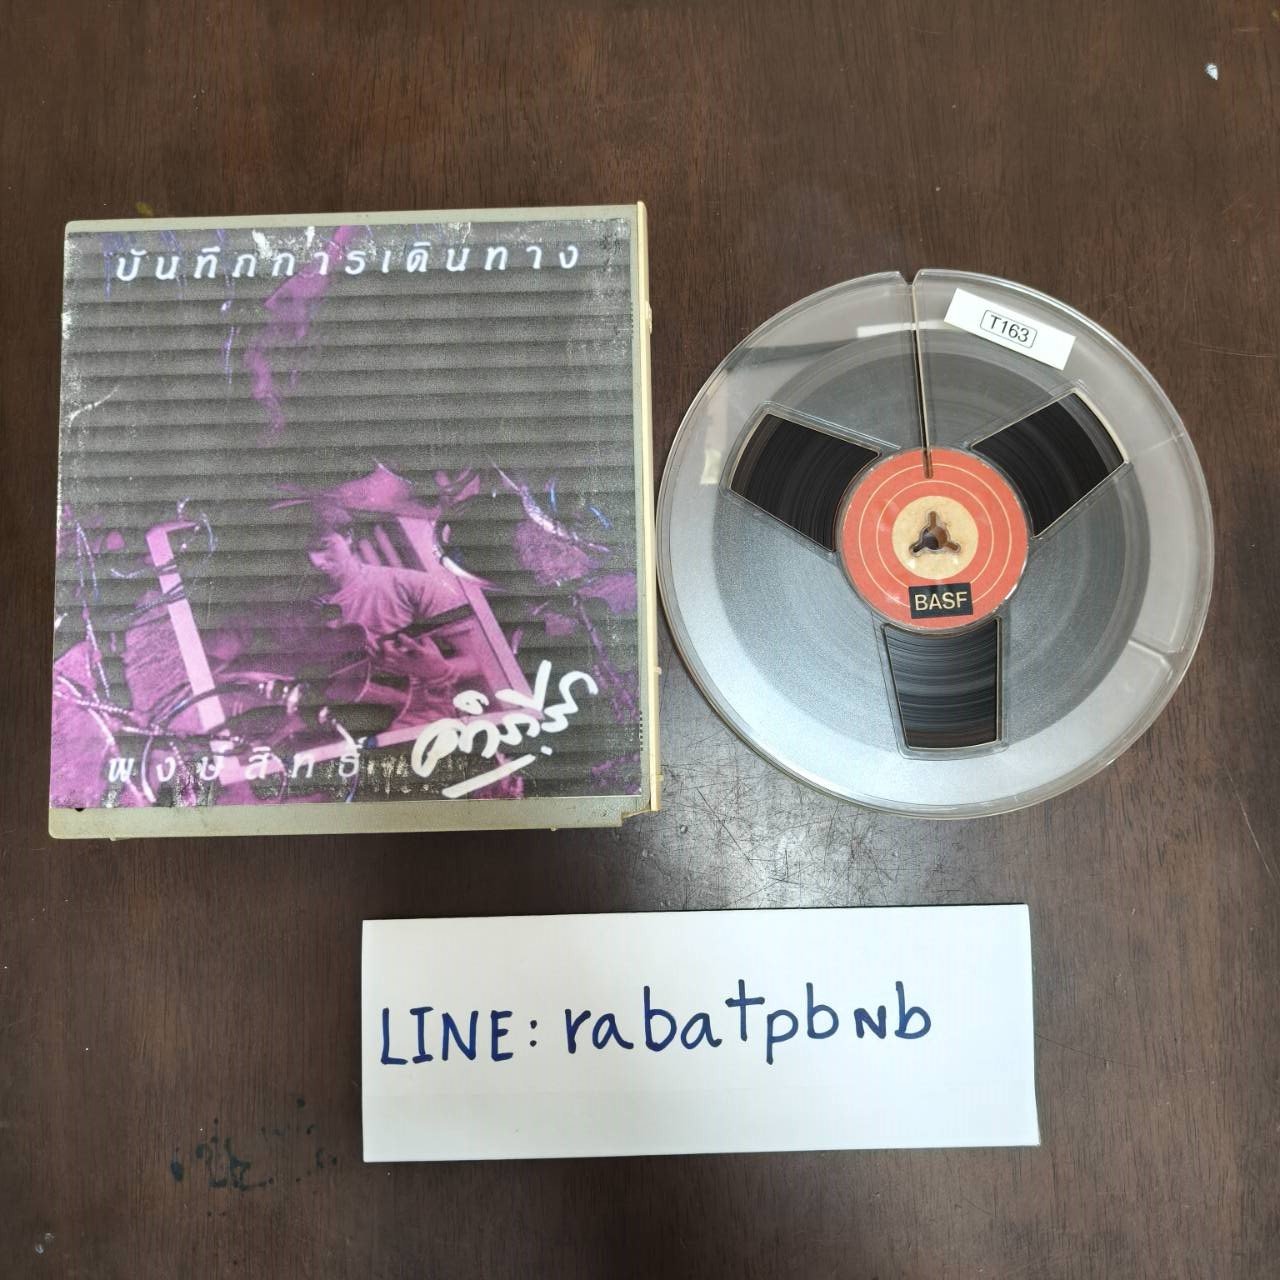 บันทึกการเดินทาง
พงษ์สิทธิ์ คำภีร์
T163
BASF
LINE: rabatpbnb